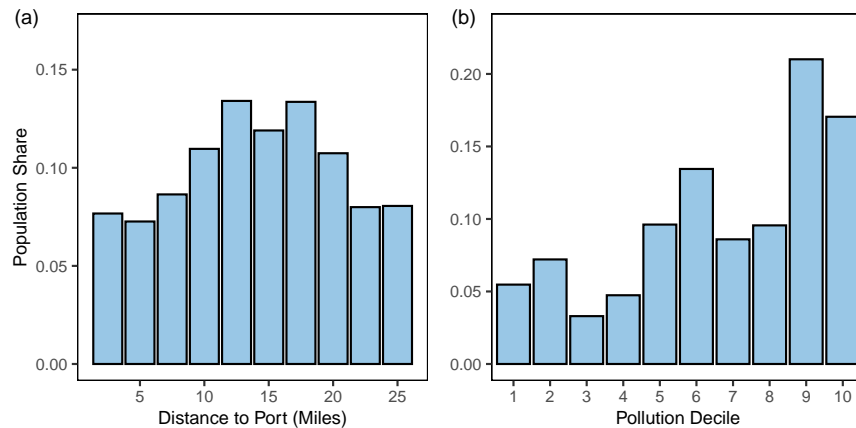 (a)
Population Share
0.15
0.10
0.05
0.00
5 10 15 20 25
Distance to Port (Miles)
(b)
0.20
0.15
0.10
0.05
0.00
1 2 3 4 5 6 7 8 9 10
Pollution Decile